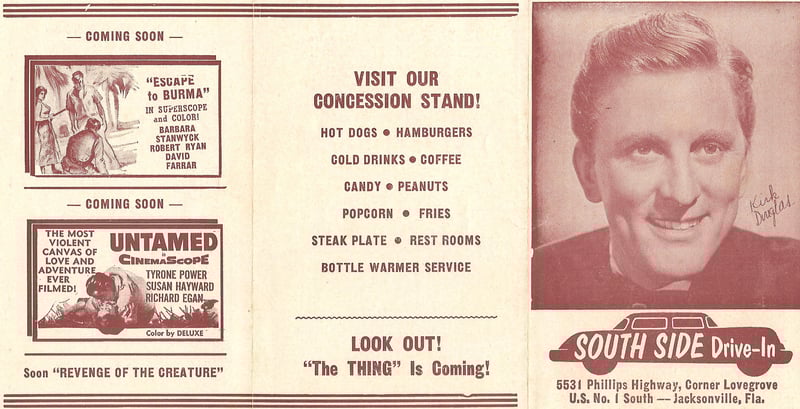 — COMING SOON —
"ESCAPE
to BURMA"
IN SUPERSCOPE
and COLOR!
BARBARA
STANWYCK
ROBERT RYAN
DAVID
FARRAR
— COMING SOON —
THE MOST
VIOLENT
CANVAS OF
LOVE AND
ADVENTURE
EVER
FILMED!
UNTAMED
in
CINEMASCOPE
TYRONE POWER
SUSAN HAYWARD
RICHARD EGAN
Color by DELUXE
Soon "REVENGE OF THE CREATURE"
VISIT OUR
CONCESSION STAND!
HOT DOGS • HAMBURGERS
COLD DRINKS • COFFEE
CANDY • PEANUTS
POPCORN • FRIES
STEAK PLATE • REST ROOMS
BOTTLE WARMER SERVICE
LOOK OUT!
"The THING" Is Coming!
Kirk
Douglas
SOUTH SIDE Drive-In
5531 Phillips Highway, Corner Lovegrove
U.S. No. 1 South — Jacksonville, Fla.